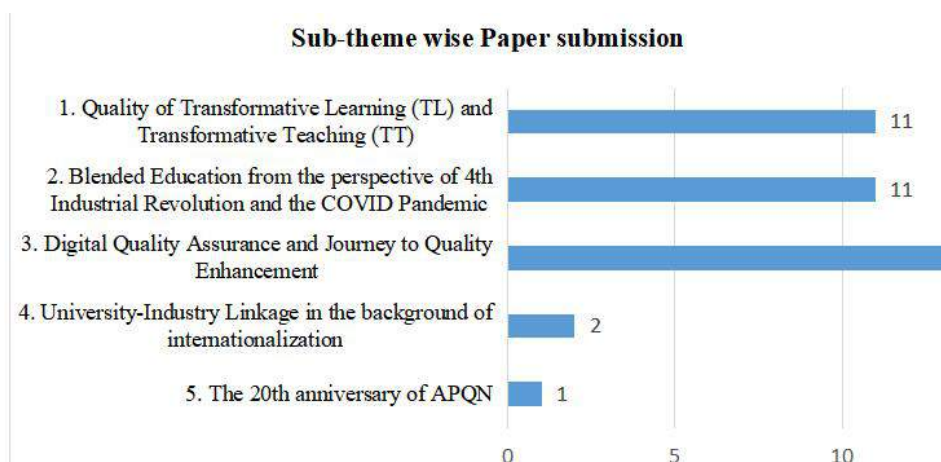 Sub-theme wise Paper submission
1. Quality of Transformative Learning (TL) and
Transformative Teaching (TT)
11
2. Blended Education from the perspective of 4th
Industrial Revolution and the COVID Pandemic
11
3. Digital Quality Assurance and Journey to Quality
Enhancement
4. University-Industry Linkage in the background of
internationalization
2
5. The 20th anniversary of APQN
1
0 5 10